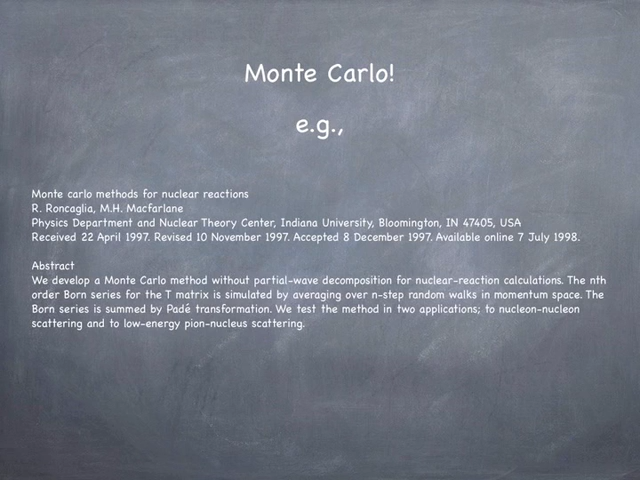 Monte Carlo!
e.g.,
Monte carlo methods for nuclear reactions
R. Roncaglia, M.H. Macfarlane
Physics Department and Nuclear Theory Center, Indiana University, Bloomington, IN 47405, USA
Received 22 April 1997. Revised 10 November 1997. Accepted 8 December 1997. Available online 7 July 1998.
Abstract
We develop a Monte Carlo method without partial-wave decomposition for nuclear-reaction calculations. The nth
order Born series for the T matrix is simulated by averaging over n-step random walks in momentum space. The
Born series is summed by Padé transformation. We test the method in two applications; to nucleon-nucleon
scattering and to low-energy pion-nucleus scattering.